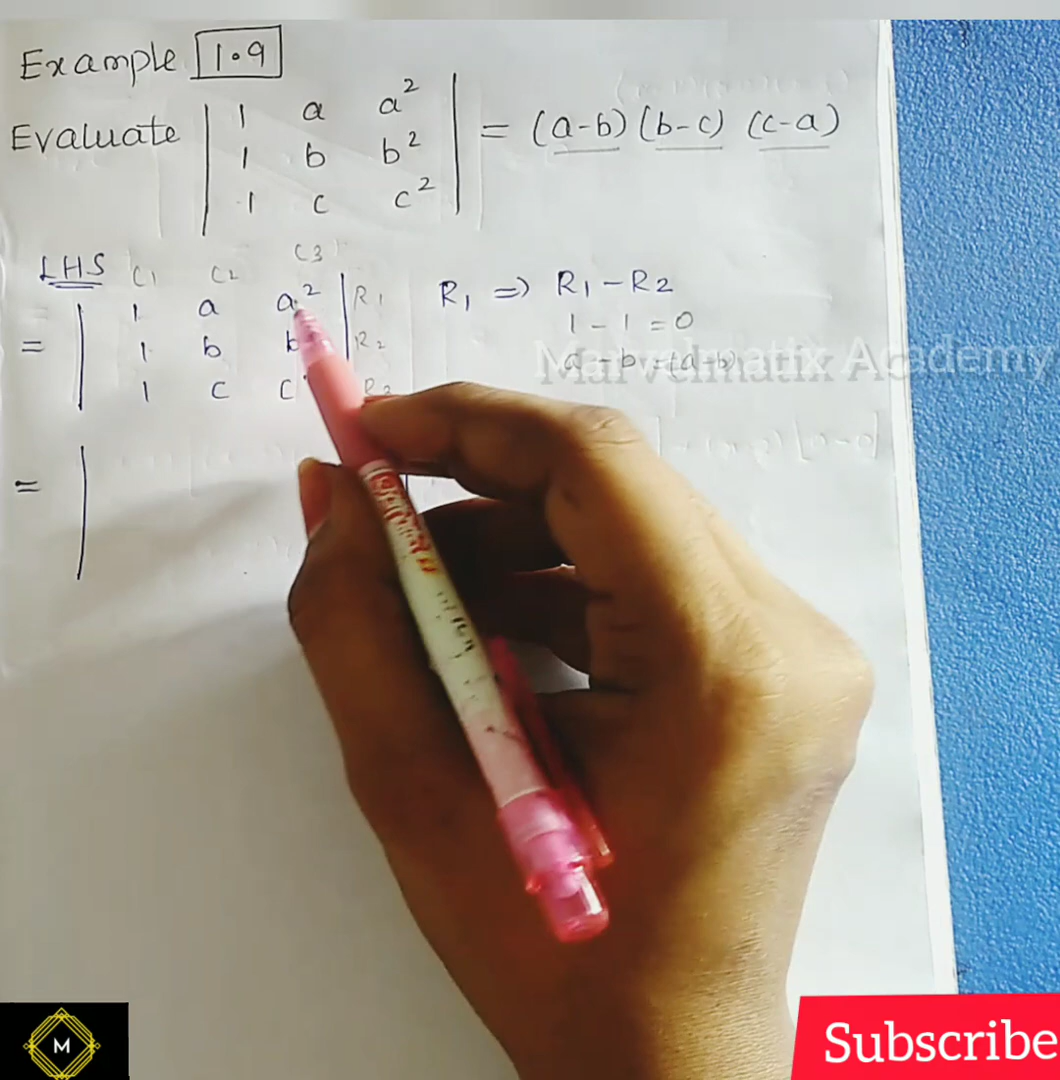 Example 1.9
Evaluate | 1 a a² | = (a-b) (b-c) (c-a)
1 b b²
1 c c²
LHS C1 C2 C3
= | 1 a a² | R1 R1 ⇒ R1 - R2
1 - 1 = 0
1 b b R2
a - b = (a-b)
1 c c
Marvelmatix Academy
= |
M
Subscribe